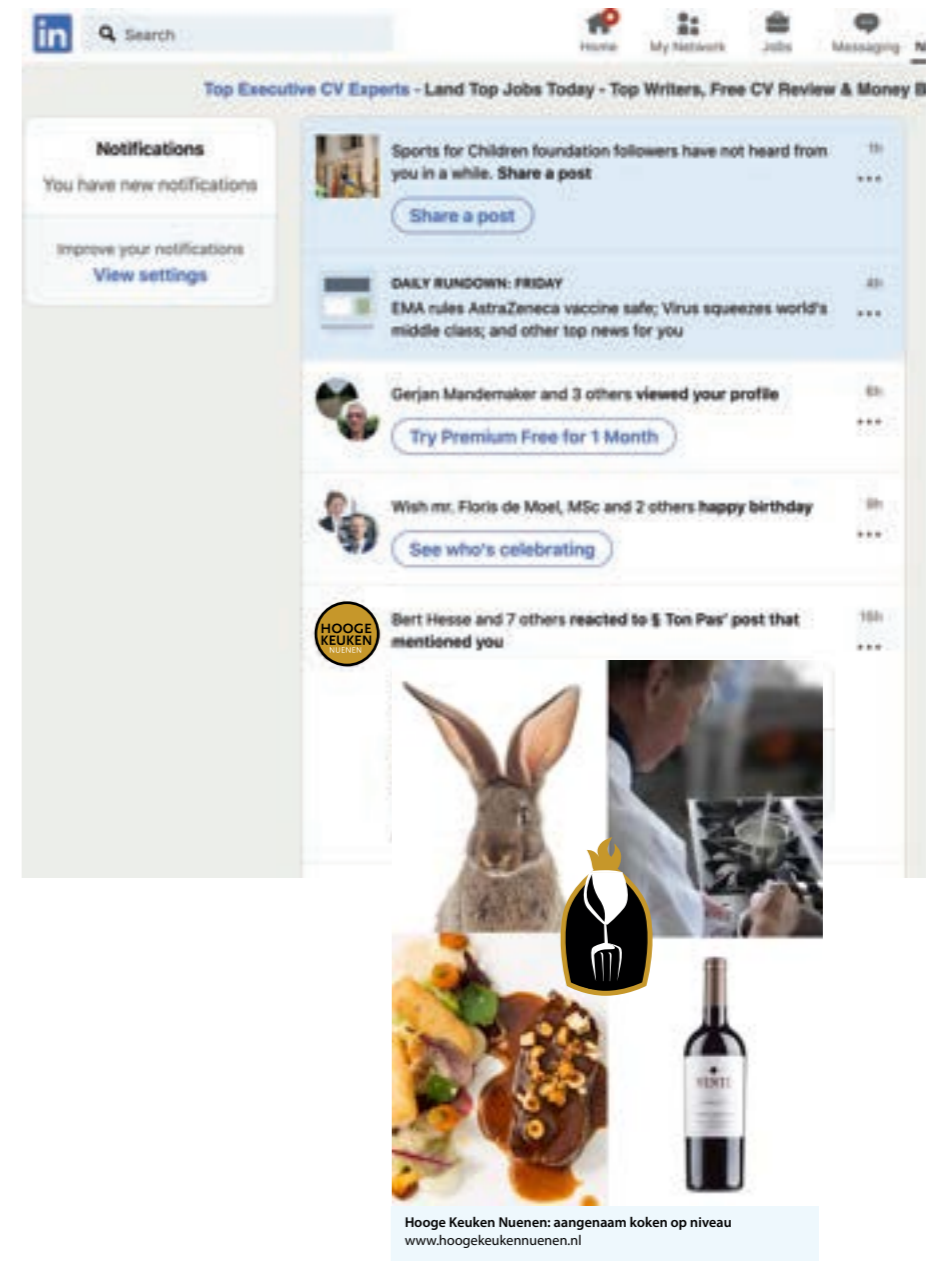 in
Search
Home
My Network
Jobs
Messaging
N
Top Executive CV Experts - Land Top Jobs Today - Top Writers, Free CV Review & Money B
Notifications
You have new notifications
Improve your notifications
View settings
Sports for Children foundation followers have not heard from
you in a while. Share a post
1h
Share a post
DAILY RUNDOWN: FRIDAY
4h
EMA rules AstraZeneca vaccine safe; Virus squeezes world's
middle class; and other top news for you
Gerjan Mandemaker and 3 others viewed your profile
Try Premium Free for 1 Month
Wish mr. Floris de Moel, MSc and 2 others happy birthday
See who's celebrating
HOOGE
KEUKEN
NUENEN
Bert Hesse and 7 others reacted to § Ton Pas' post that
mentioned you
16h
Hooge Keuken Nuenen: aangenaam koken op niveau
www.hoogekeukennuenen.nl